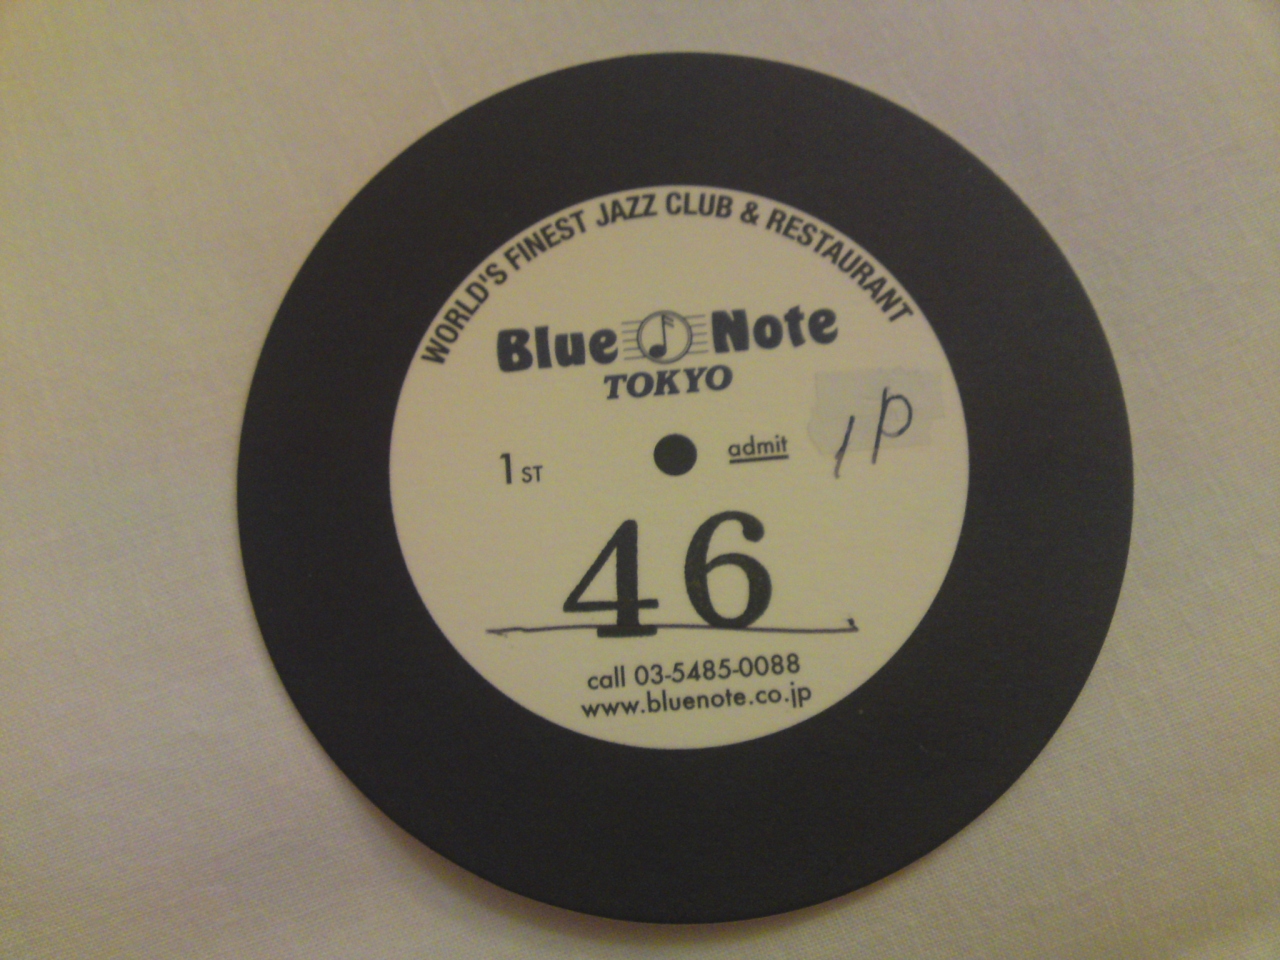 WORLD'S FINEST JAZZ CLUB & RESTAURANT
Blue Note
TOKYO
1ST admit 1P
46
call 03-5485-0088
www.bluenote.co.jp